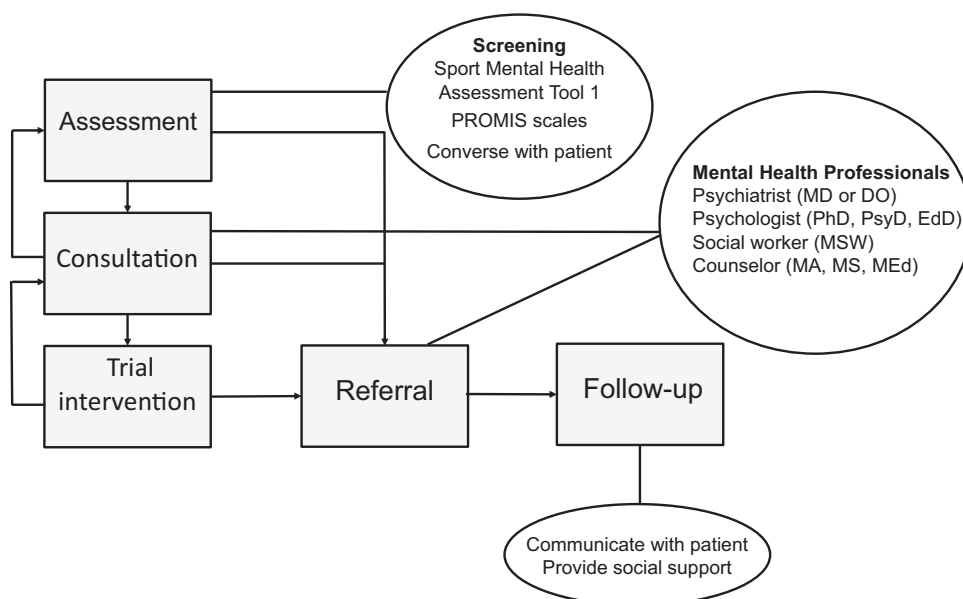 Screening
Sport Mental Health
Assessment Tool 1
PROMIS scales
Converse with patient
Assessment
Mental Health Professionals
Psychiatrist (MD or DO)
Psychologist (PhD, PsyD, EdD)
Social worker (MSW)
Counselor (MA, MS, MEd)
Consultation
Trial
intervention
Referral
Follow-up
Communicate with patient
Provide social support